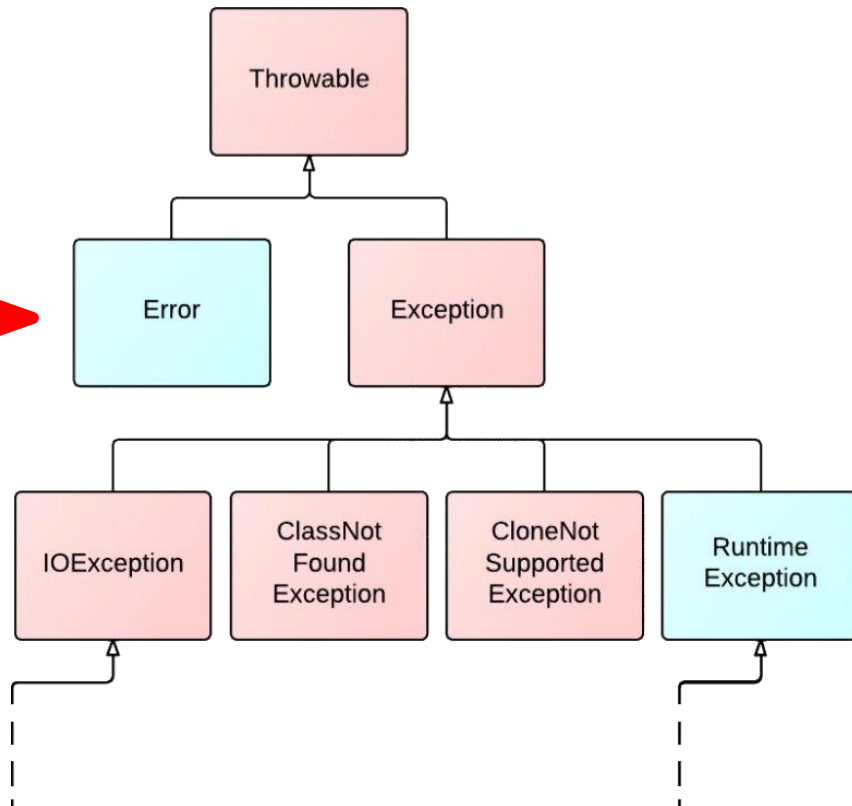 Throwable
Error
Exception
IOException
ClassNot
Found
Exception
CloneNot
Supported
Exception
Runtime
Exception